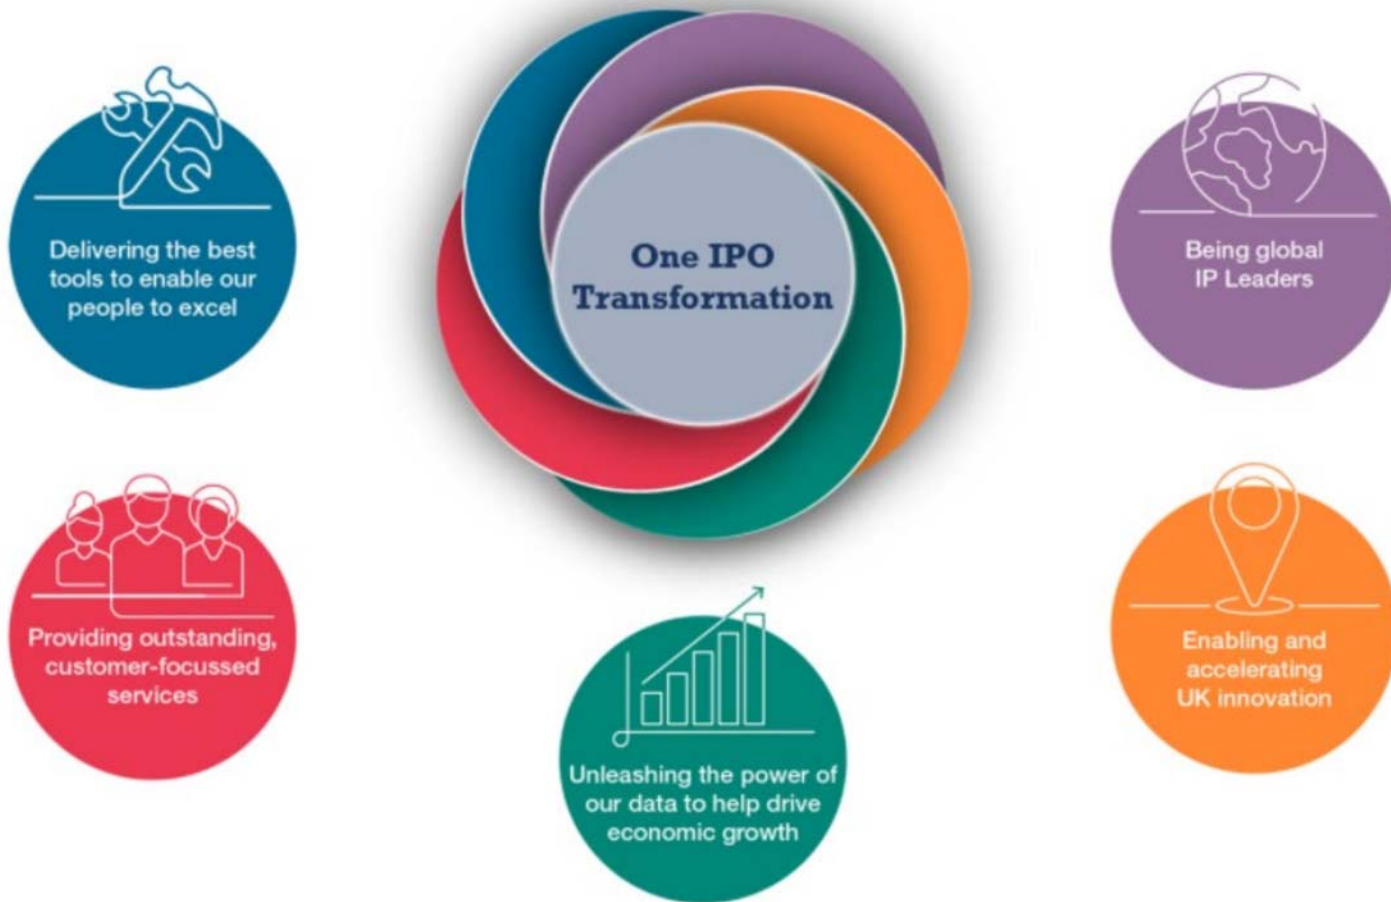 One IPO
Transformation
Delivering the best
tools to enable our
people to excel
Being global
IP Leaders
Providing outstanding,
customer-focussed
services
Enabling and
accelerating
UK innovation
Unleashing the power of
our data to help drive
economic growth